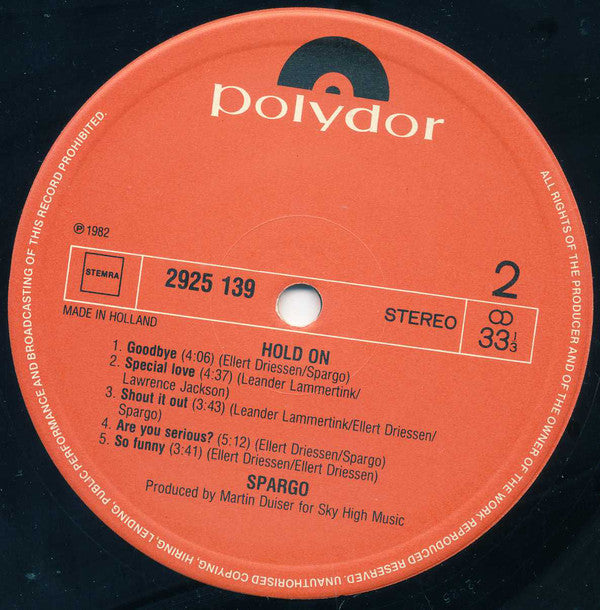 polydor
ALL RIGHTS OF THE PRODUCER AND OF THE OWNER OF THE WORK REPRODUCED RESERVED. UNAUTHORISED COPYING, HIRING, LENDING, PUBLIC PERFORMANCE AND BROADCASTING OF THIS RECORD PROHIBITED.
℗ 1982
STEMRA
2925 139
STEREO
2
33 1/3
MADE IN HOLLAND
HOLD ON
1. Goodbye (4:06) (Ellert Driessen/Spargo)
2. Special love (4:37) (Leander Lammertink/
Lawrence Jackson)
3. Shout it out (3:43) (Leander Lammertink/Ellert Driessen/
Spargo)
4. Are you serious? (5:12) (Ellert Driessen/Spargo)
5. So funny (3:41) (Ellert Driessen/Ellert Driessen)
SPARGO
Produced by Martin Duiser for Sky High Music